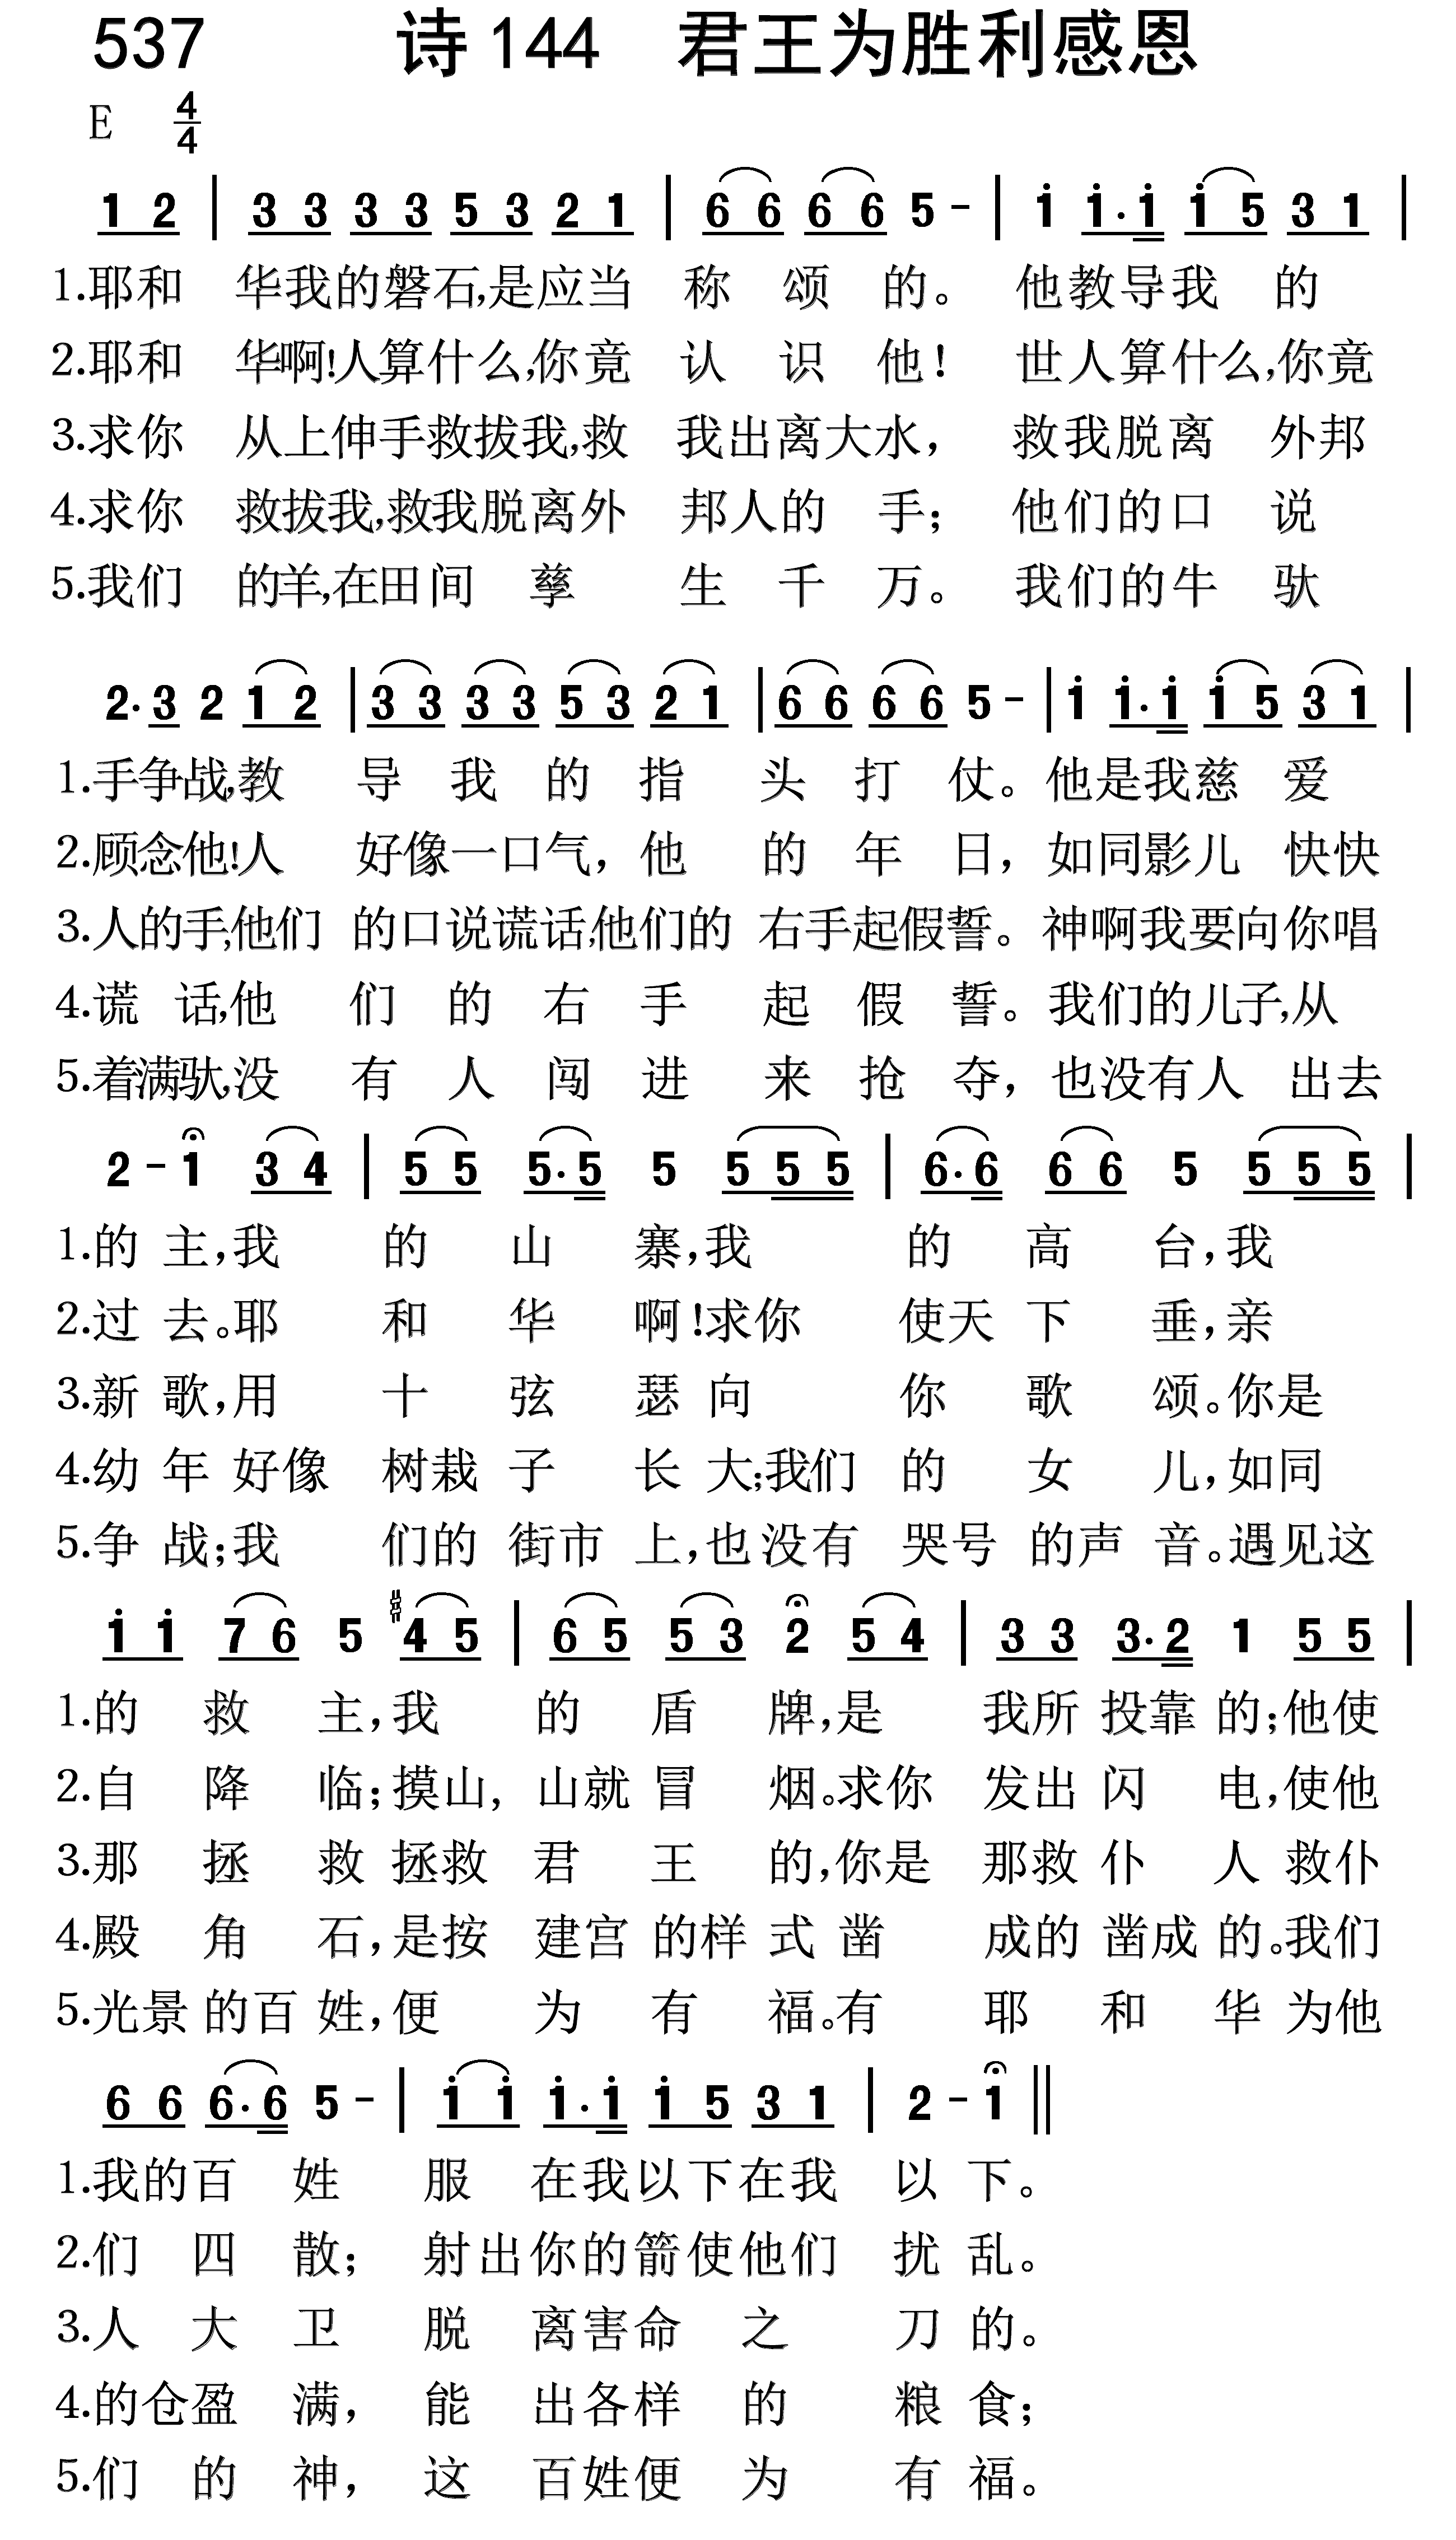 537 诗144 君王为胜利感恩
E 4/4
1 2 | 3 3 3 3 5 3 2 1 | 6 6 6 6 5 - | i i·i i 5 3 1 |
1.耶和 华我的磐石,是应当 称 颂 的。 他教导我 的
2.耶和 华啊!人算什么,你竟 认 识 他! 世人算什么,你竟
3.求你 从上伸手救拔我,救 我出离大水, 救我脱离 外邦
4.求你 救拔我,救我脱离外 邦人的 手; 他们的口 说
5.我们 的羊,在田间 孳 生 千 万。 我们的牛 驮
2·3 2 1 2 | 3 3 3 3 5 3 2 1 | 6 6 6 6 5 - | i i·i i 5 3 1 |
1.手争战,教 导 我 的 指 头 打 仗。他是我慈 爱
2.顾念他!人 好像一口气, 他 的 年 日, 如同影儿 快快
3.人的手,他们 的口说谎话,他们的 右手起假誓。神啊我要向你唱
4.谎 话,他 们 的 右 手 起 假 誓。我们的儿子,从
5.着满驮,没 有 人 闯 进 来 抢 夺, 也没有人 出去
2 - 1 3 4 | 5 5 5·5 5 5 5 5 | 6·6 6 6 5 5 5 5 |
1.的 主,我 的 山 寨,我 的 高 台,我
2.过 去。耶 和 华 啊!求你 使天 下 垂,亲
3.新 歌,用 十 弦 瑟 向 你 歌 颂。你是
4.幼 年 好像 树栽 子 长 大;我们 的 女 儿,如同
5.争 战;我 们的 街市 上,也没有 哭号 的声 音。遇见这
i i 7 6 5 #4 5 | 6 5 5 3 2 5 4 | 3 3 3·2 1 5 5 |
1.的 救 主,我 的 盾 牌,是 我所 投靠 的;他使
2.自 降 临;摸山, 山就 冒 烟。求你 发出 闪 电,使他
3.那 拯 救 拯救 君 王 的,你是 那救 仆 人 救仆
4.殿 角 石,是按 建宫 的样 式 凿 成的 凿成 的。我们
5.光景 的百 姓,便 为 有 福。有 耶 和 华 为他
6 6 6·6 5 - | i i i·i i 5 3 1 | 2 - 1 ‖
1.我的百 姓 服 在我以下在我 以 下。
2.们 四 散; 射出你的箭使他们 扰 乱。
3.人 大 卫 脱 离害命 之 刀 的。
4.的仓盈 满, 能 出各样 的 粮 食;
5.们 的 神, 这 百姓便 为 有 福。